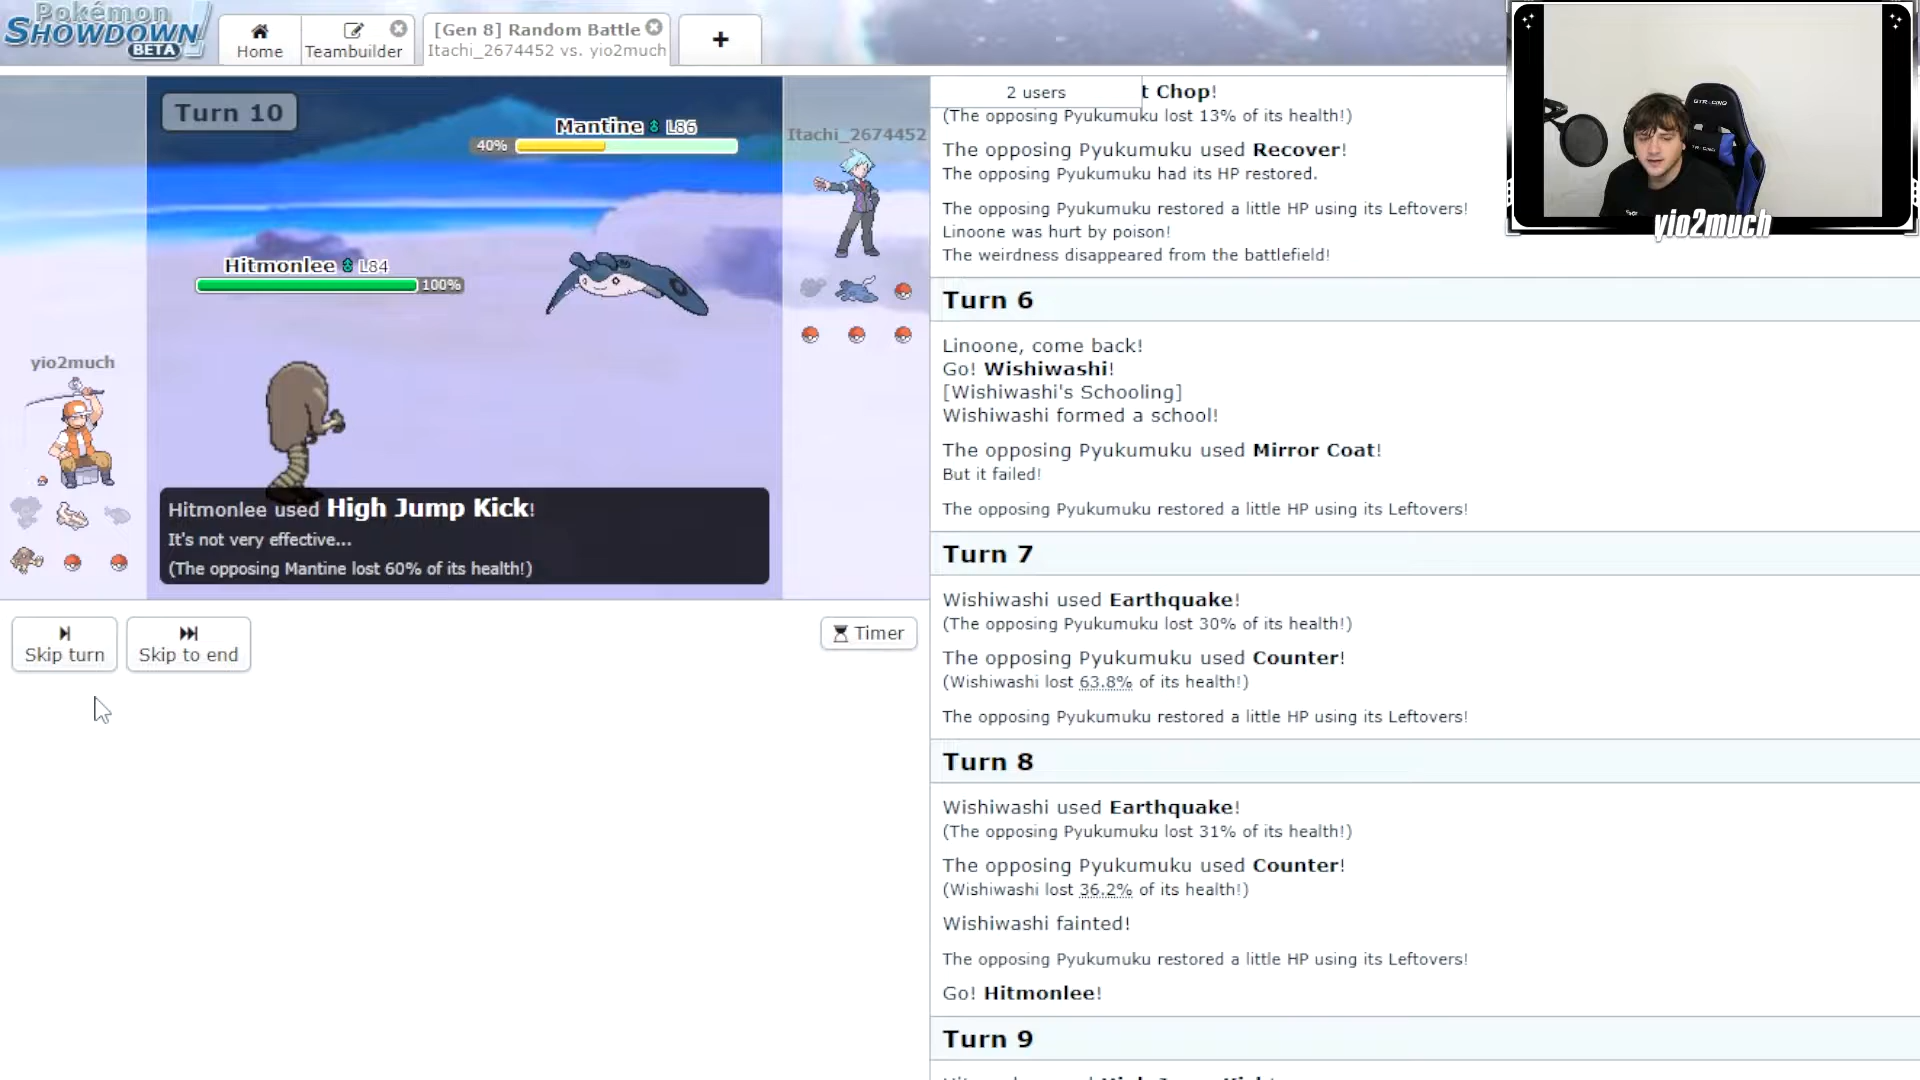 Pokémon
SHOWDOWN
BETA
Home
Teambuilder
[Gen 8] Random Battle
Itachi_2674452 vs. yio2much
+
Turn 10
Mantine L86
40%
Itachi_2674452
Hitmonlee L84
100%
yio2much
Hitmonlee used High Jump Kick!
It's not very effective...
(The opposing Mantine lost 60% of its health!)
Skip turn
Skip to end
Timer
2 users
t Chop!
(The opposing Pyukumuku lost 13% of its health!)
The opposing Pyukumuku used Recover!
The opposing Pyukumuku had its HP restored.
The opposing Pyukumuku restored a little HP using its Leftovers!
Linoone was hurt by poison!
The weirdness disappeared from the battlefield!
Turn 6
Linoone, come back!
Go! Wishiwashi!
[Wishiwashi's Schooling]
Wishiwashi formed a school!
The opposing Pyukumuku used Mirror Coat!
But it failed!
The opposing Pyukumuku restored a little HP using its Leftovers!
Turn 7
Wishiwashi used Earthquake!
(The opposing Pyukumuku lost 30% of its health!)
The opposing Pyukumuku used Counter!
(Wishiwashi lost 63.8% of its health!)
The opposing Pyukumuku restored a little HP using its Leftovers!
Turn 8
Wishiwashi used Earthquake!
(The opposing Pyukumuku lost 31% of its health!)
The opposing Pyukumuku used Counter!
(Wishiwashi lost 36.2% of its health!)
Wishiwashi fainted!
The opposing Pyukumuku restored a little HP using its Leftovers!
Go! Hitmonlee!
Turn 9
GTRACING
yio2much